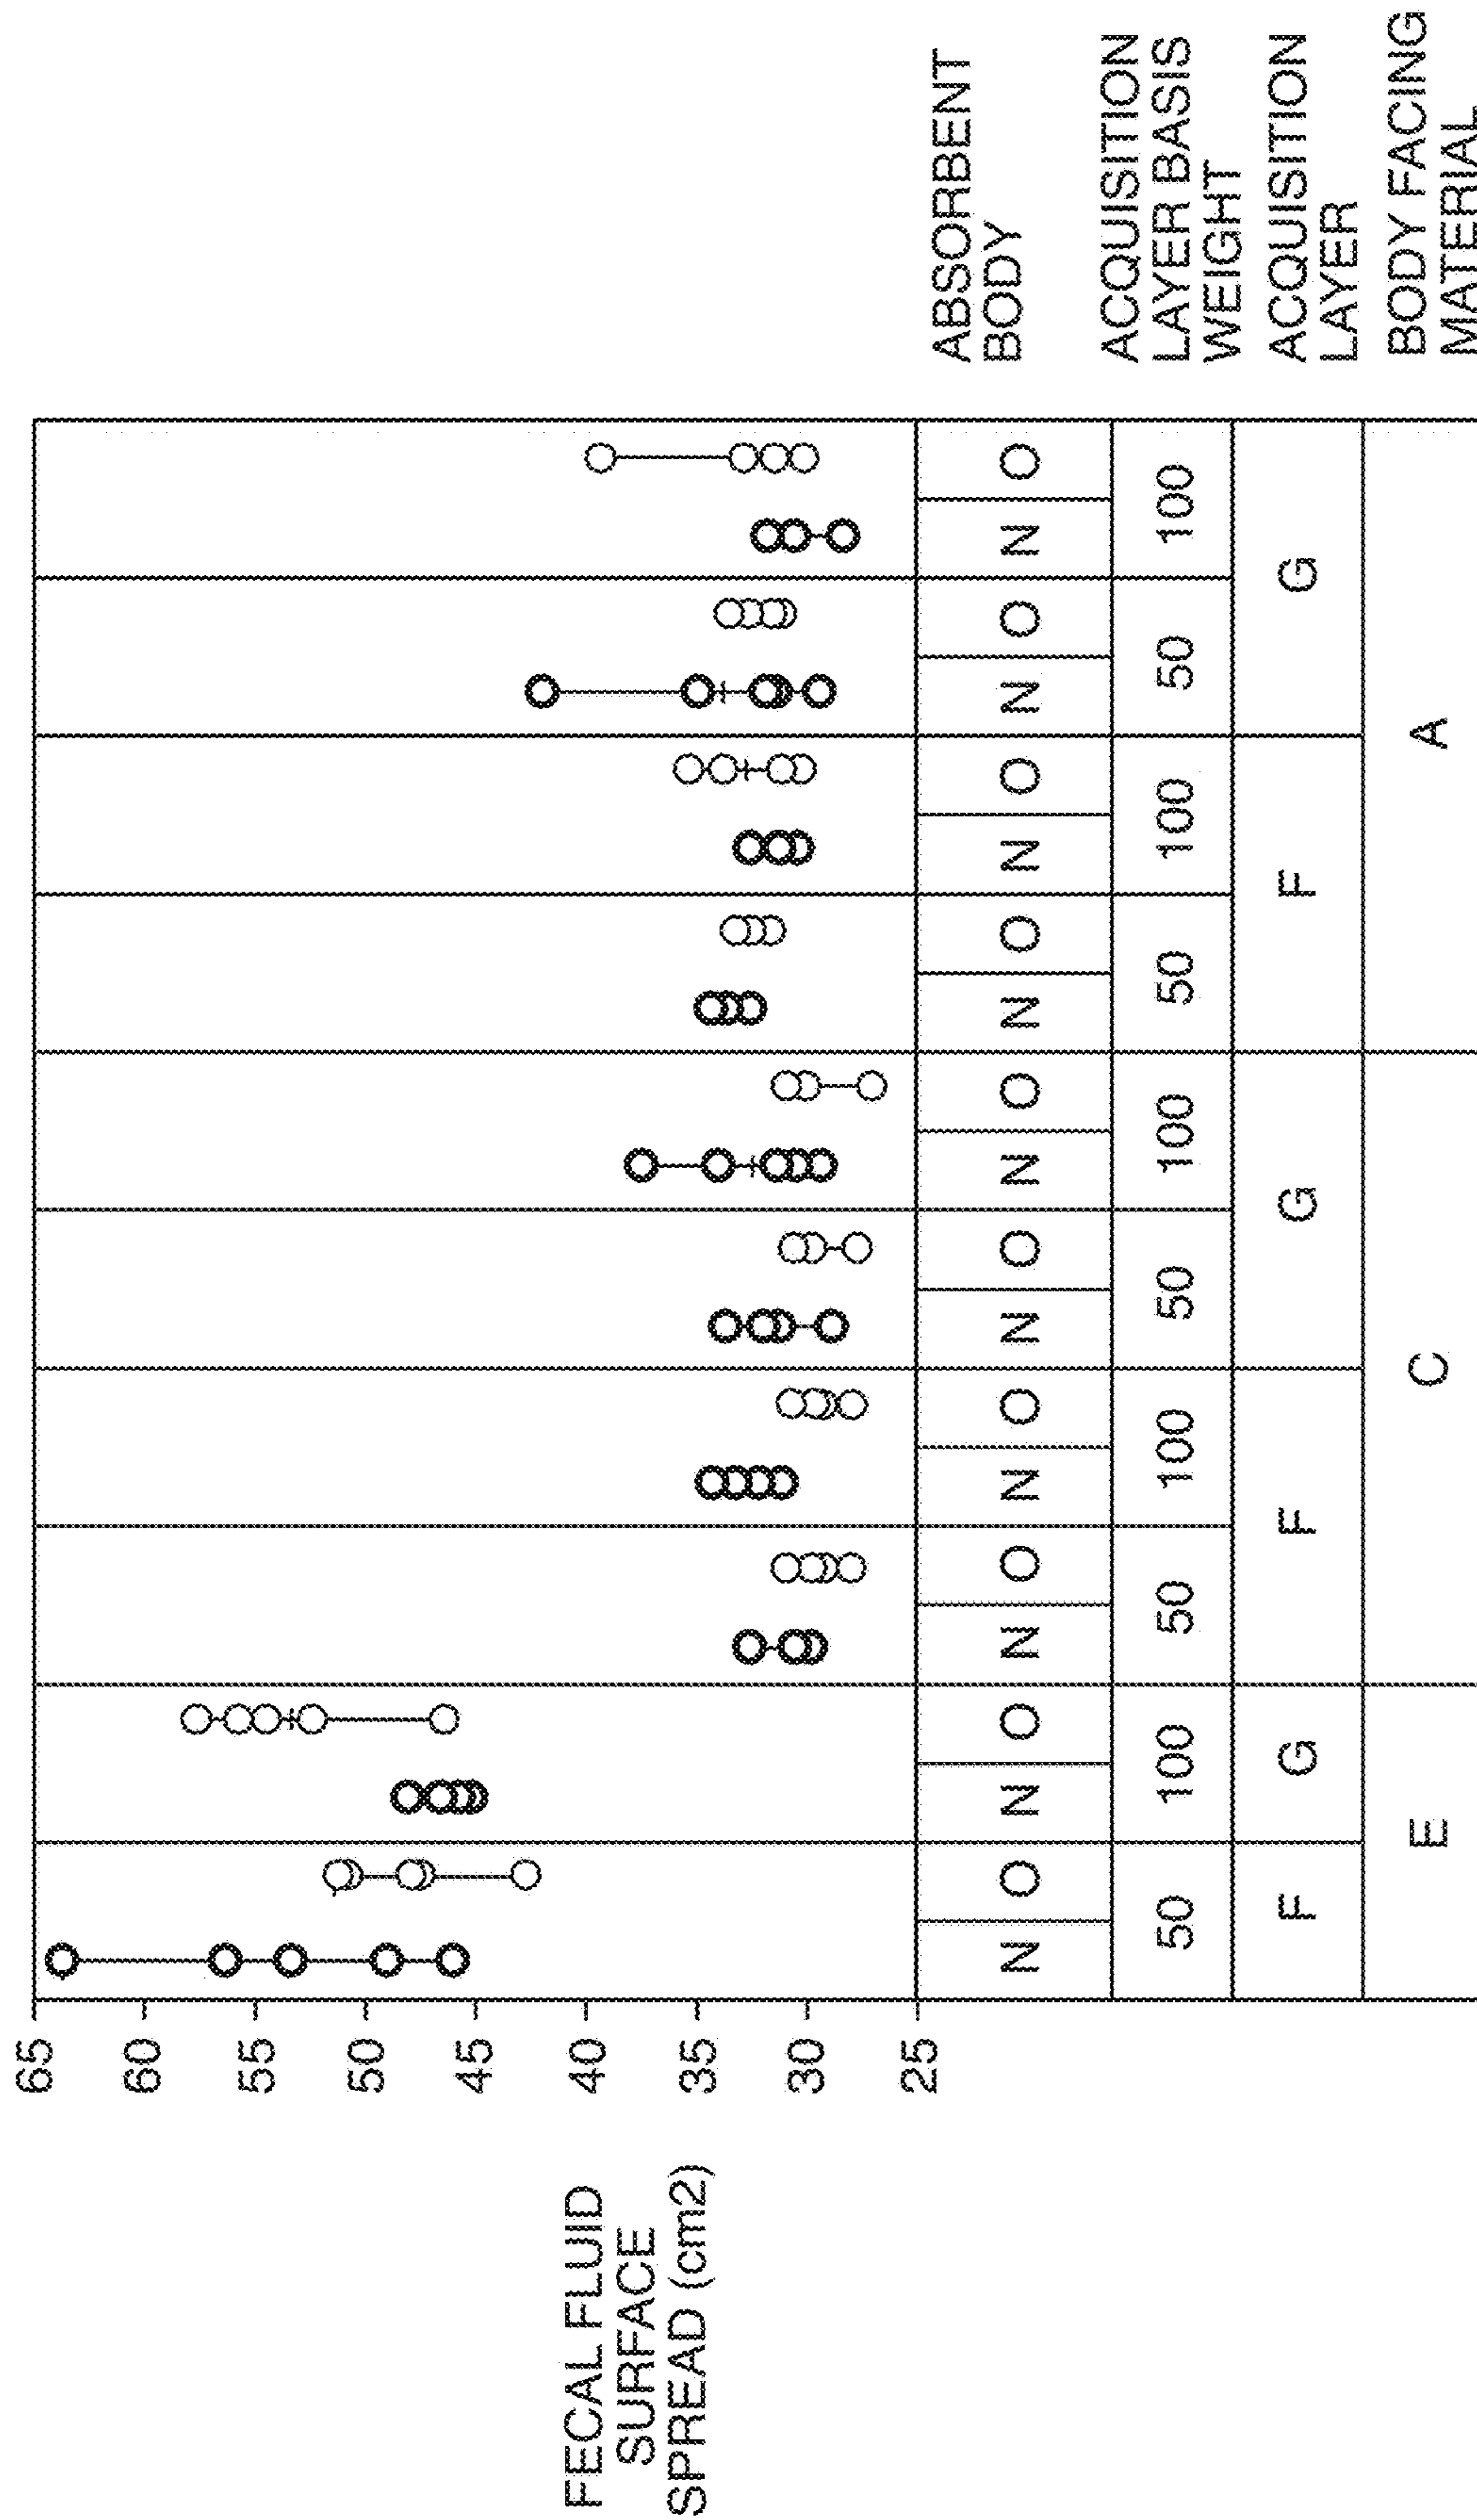 FECAL FLUID
SURFACE
SPREAD (cm2)
65
60
55
50
45
40
35
30
25
N O N O N O N O N O N O N O N O N O N O ABSORBENT
BODY
50 100 50 100 50 100 50 100 50 100 ACQUISITION
LAYER BASIS
WEIGHT
F G F G F G ACQUISITION
LAYER
E C A BODY FACING
MATERIAL